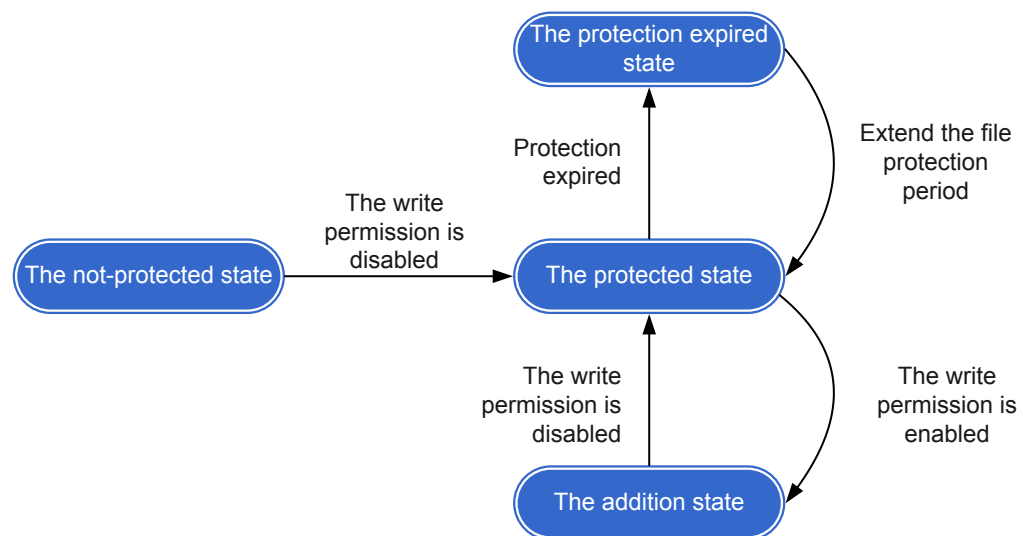 The protection expired
state
Protection
expired
Extend the file
protection
period
The write
permission is
disabled
The not-protected state
The protected state
The write
permission is
disabled
The write
permission is
enabled
The addition state